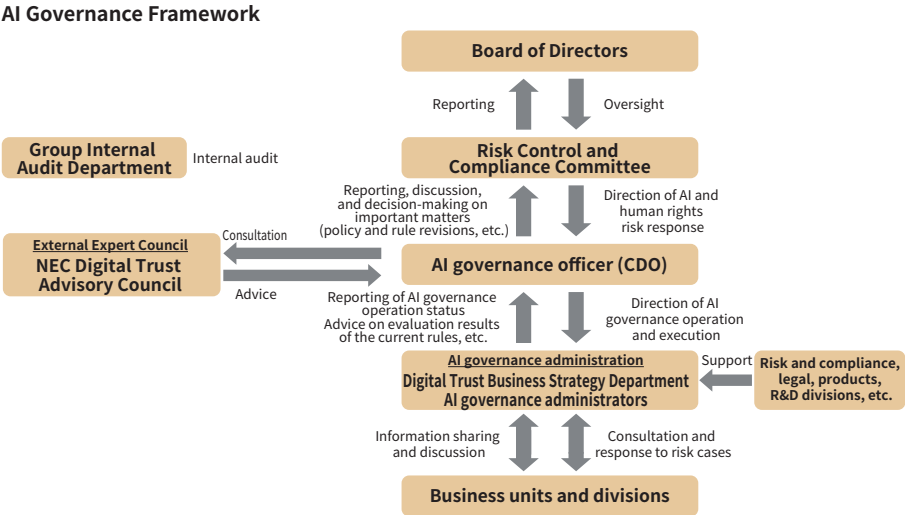 AI Governance Framework
Board of Directors
Reporting
Oversight
Group Internal
Audit Department
Internal audit
Risk Control and
Compliance Committee
Reporting, discussion,
and decision-making on
important matters
(policy and rule revisions, etc.)
Direction of AI and
human rights
risk response
External Expert Council
NEC Digital Trust
Advisory Council
Consultation
Advice
AI governance officer (CDO)
Reporting of AI governance
operation status
Advice on evaluation results
of the current rules, etc.
Direction of AI
governance operation
and execution
AI governance administration
Digital Trust Business Strategy Department
AI governance administrators
Support
Risk and compliance,
legal, products,
R&D divisions, etc.
Information sharing
and discussion
Consultation and
response to risk cases
Business units and divisions